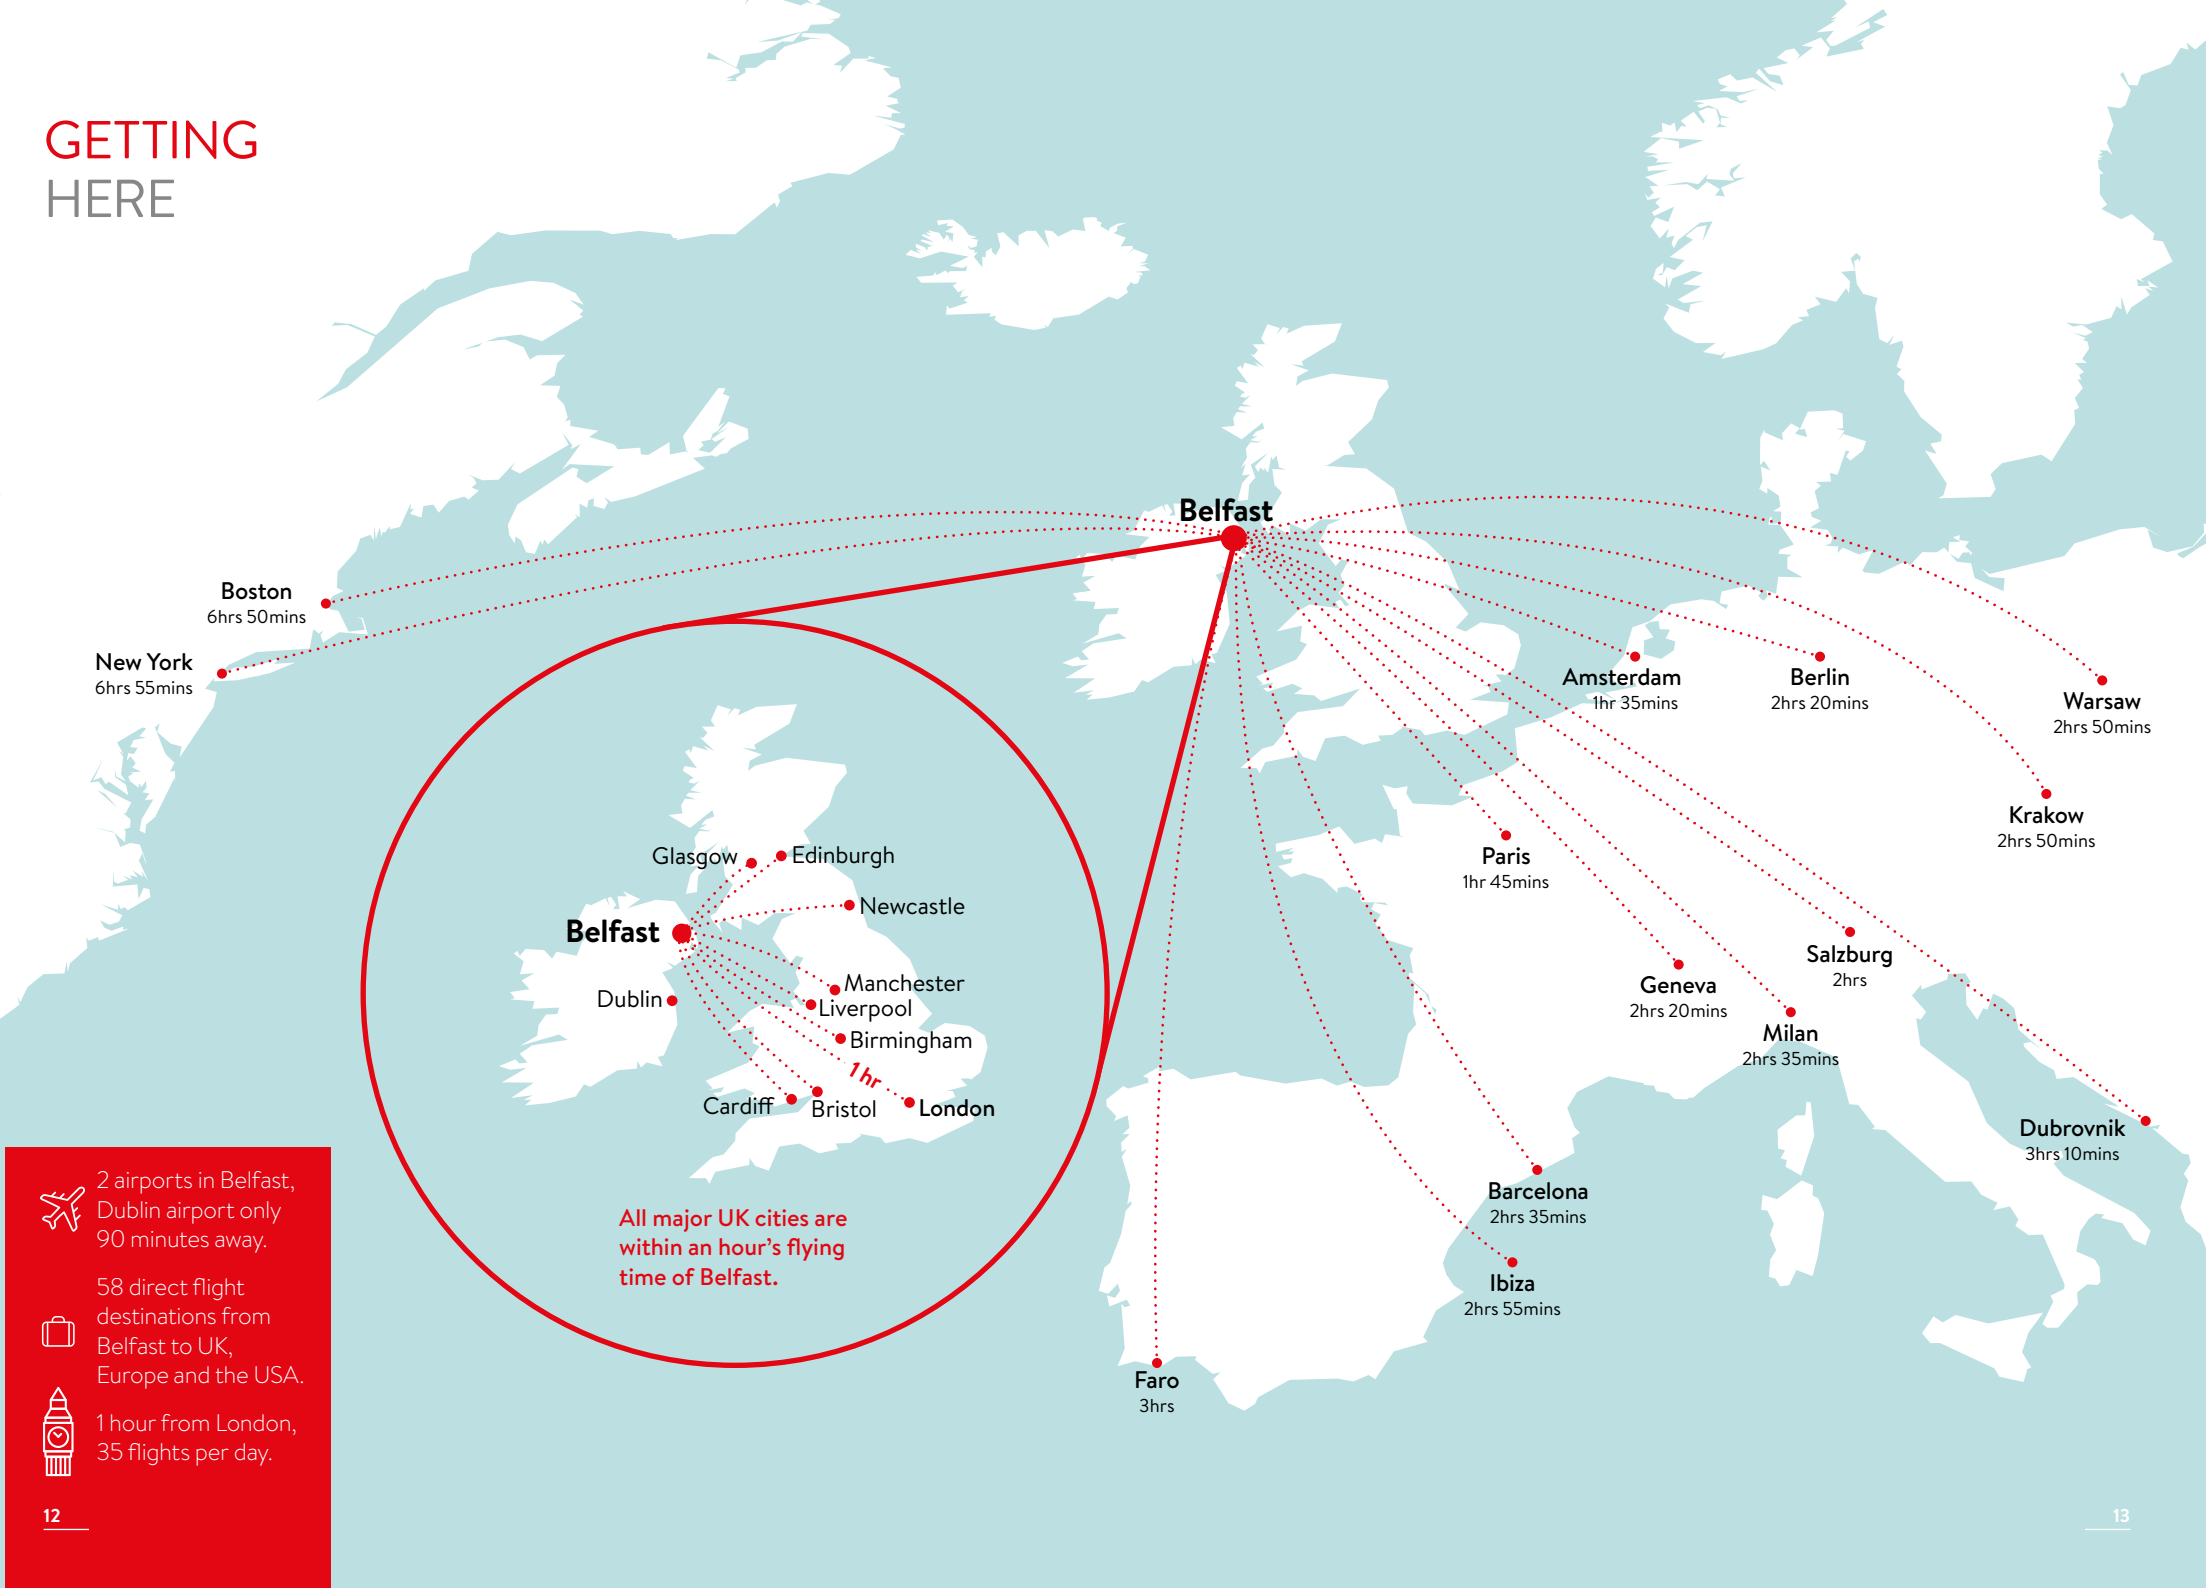 GETTING
HERE
Belfast
Boston
6hrs 50mins
New York
6hrs 55mins
Amsterdam
1hr 35mins
Berlin
2hrs 20mins
Warsaw
2hrs 50mins
Krakow
2hrs 50mins
Paris
1hr 45mins
Salzburg
2hrs
Geneva
2hrs 20mins
Milan
2hrs 35mins
Dubrovnik
3hrs 10mins
Barcelona
2hrs 35mins
Ibiza
2hrs 55mins
Faro
3hrs
Glasgow
Edinburgh
Newcastle
Belfast
Manchester
Dublin
Liverpool
Birmingham
1 hr
Cardiff
Bristol
London
All major UK cities are
within an hour's flying
time of Belfast.
2 airports in Belfast,
Dublin airport only
90 minutes away.
58 direct flight
destinations from
Belfast to UK,
Europe and the USA.
1 hour from London,
35 flights per day.
12
13